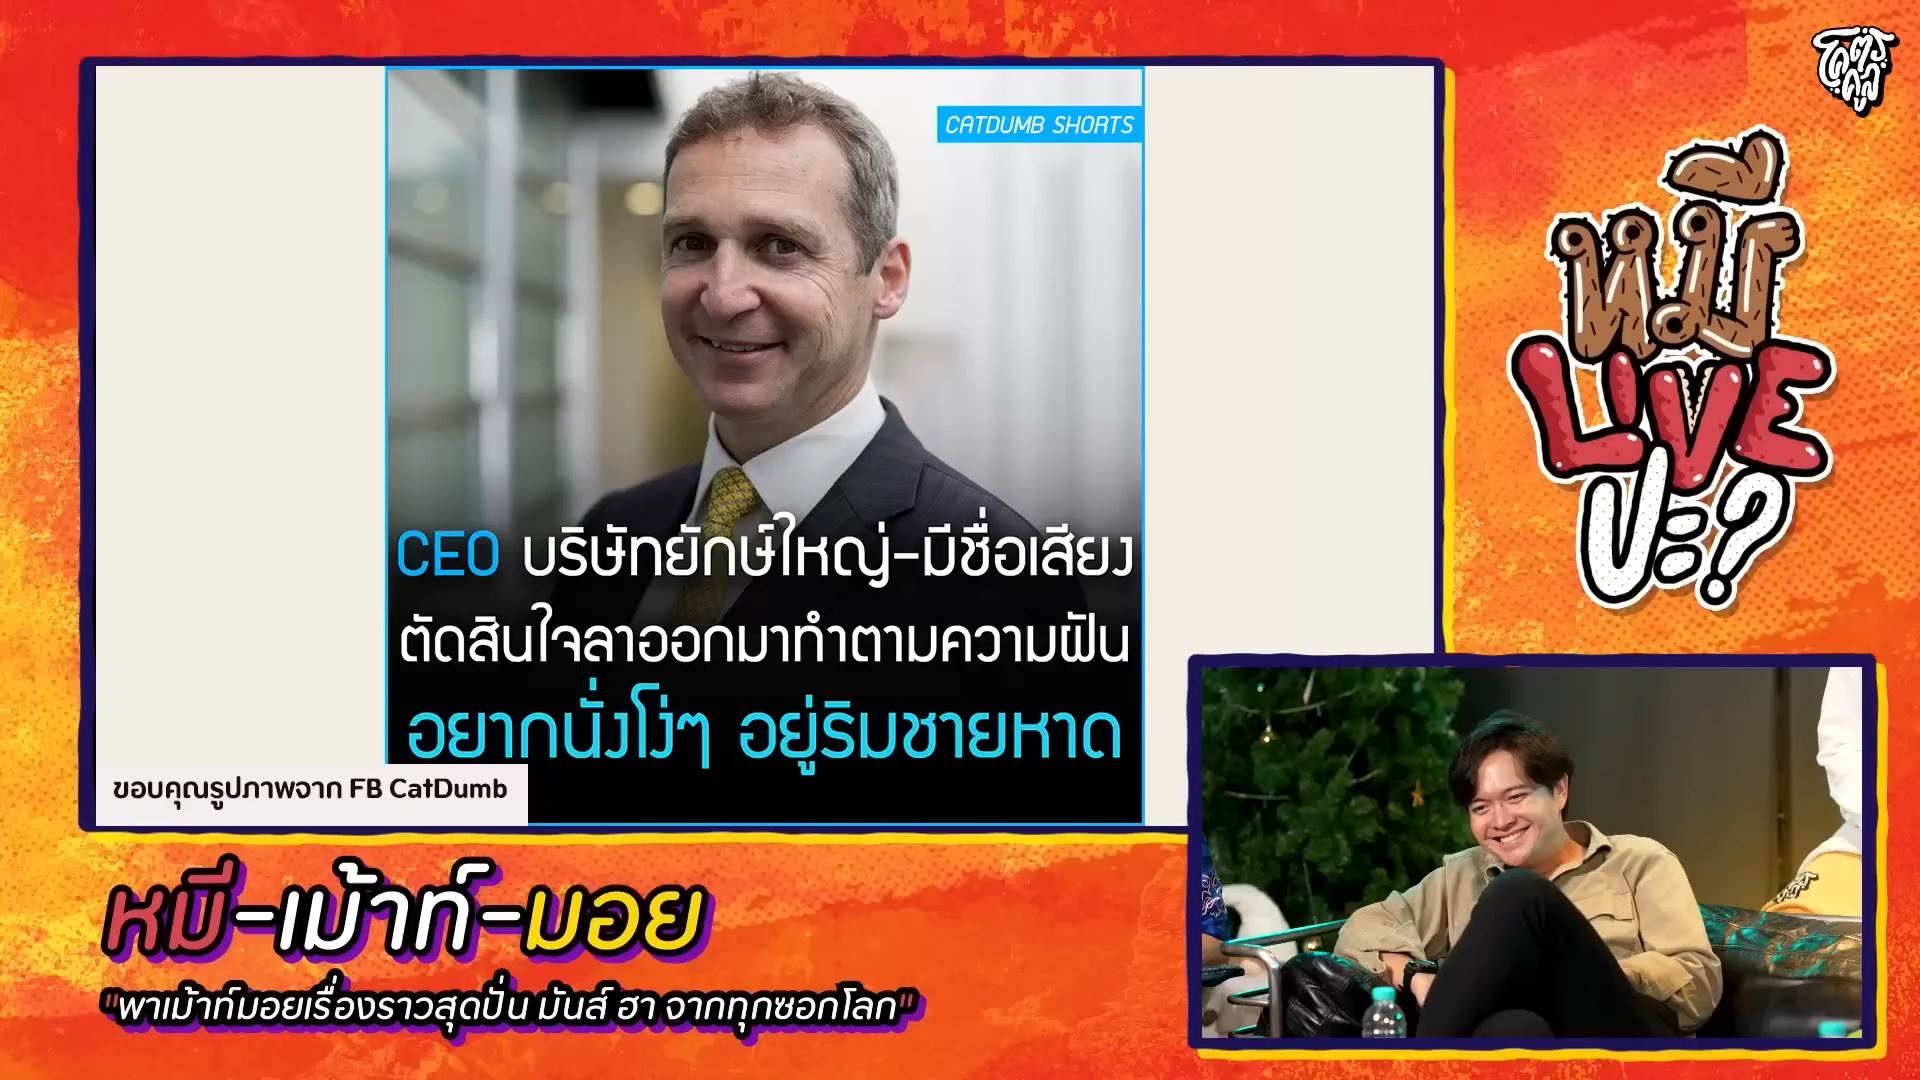 โคตรคูล
CATDUMB SHORTS
หมี
LIVE
ปะ?
CEO บริษัทยักษ์ใหญ่-มีชื่อเสียง
ตัดสินใจลาออกมาทำตามความฝัน
อยากนั่งโง่ๆ อยู่ริมชายหาด
ขอบคุณรูปภาพจาก FB CatDumb
หมี-เม้าท์-มอย
"พาเม้าท์มอยเรื่องราวสุดปั่น มันส์ ฮา จากทุกซอกโลก"